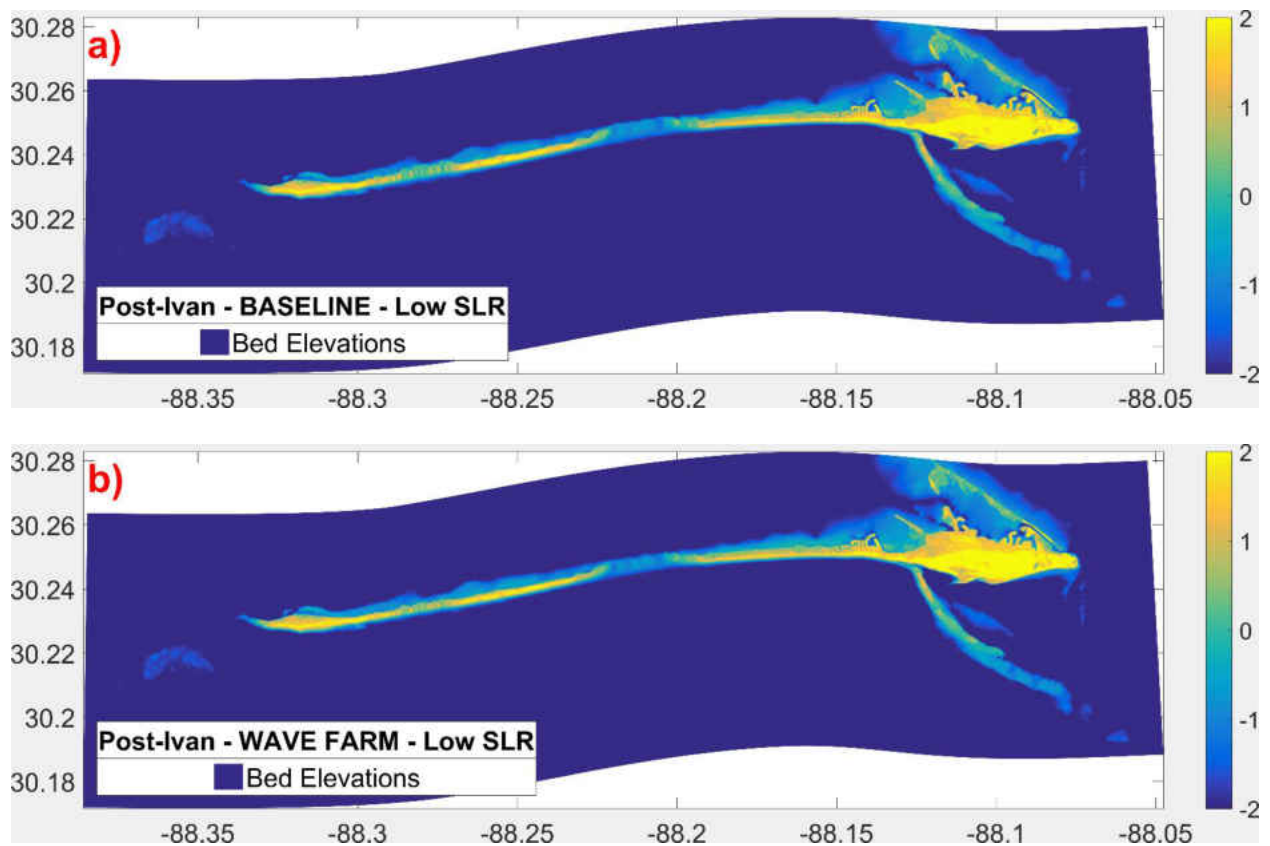 a)
30.28
30.26
30.24
30.22
30.2
30.18
Post-Ivan - BASELINE - Low SLR
Bed Elevations
-88.35 -88.3 -88.25 -88.2 -88.15 -88.1 -88.05
2
1
0
-1
-2
b)
30.28
30.26
30.24
30.22
30.2
30.18
Post-Ivan - WAVE FARM - Low SLR
Bed Elevations
-88.35 -88.3 -88.25 -88.2 -88.15 -88.1 -88.05
2
1
0
-1
-2